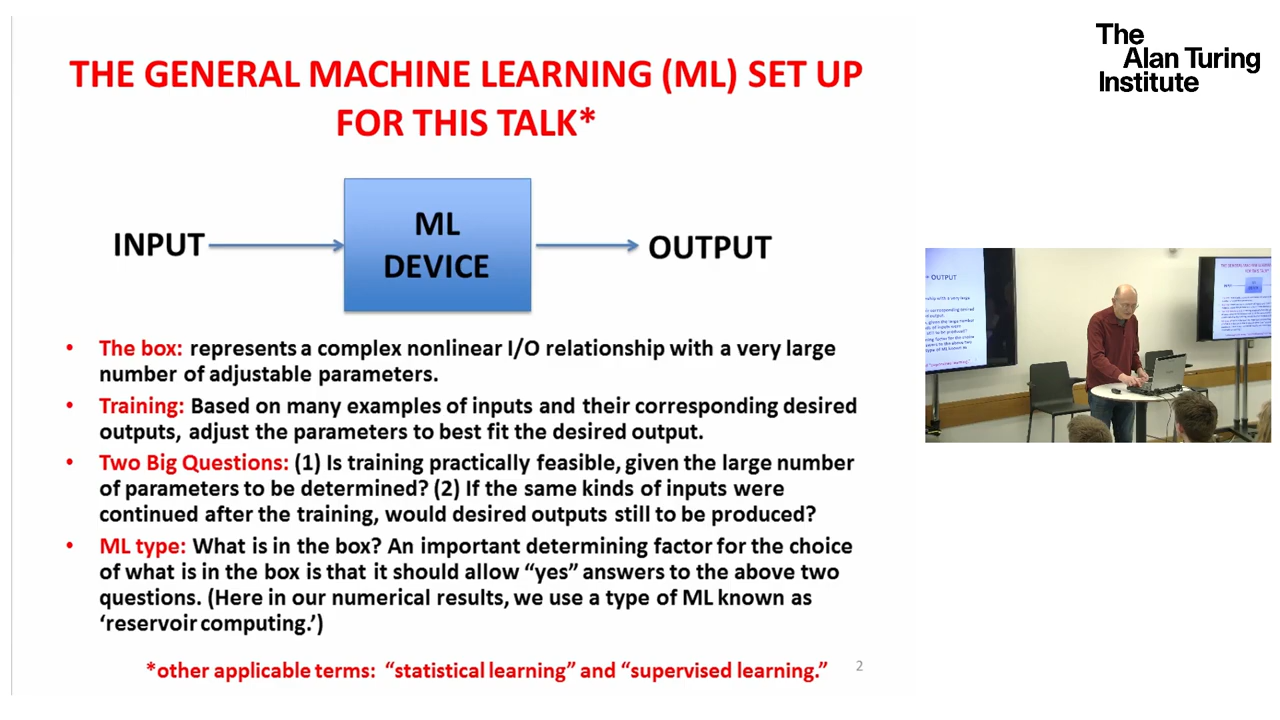 THE GENERAL MACHINE LEARNING (ML) SET UP
FOR THIS TALK*
INPUT
ML
DEVICE
OUTPUT
• The box: represents a complex nonlinear I/O relationship with a very large
number of adjustable parameters.
• Training: Based on many examples of inputs and their corresponding desired
outputs, adjust the parameters to best fit the desired output.
• Two Big Questions: (1) Is training practically feasible, given the large number
of parameters to be determined? (2) If the same kinds of inputs were
continued after the training, would desired outputs still to be produced?
• ML type: What is in the box? An important determining factor for the choice
of what is in the box is that it should allow “yes” answers to the above two
questions. (Here in our numerical results, we use a type of ML known as
‘reservoir computing.’)
*other applicable terms: “statistical learning” and “supervised learning.”
2
The
Alan Turing
Institute
OUTPUT